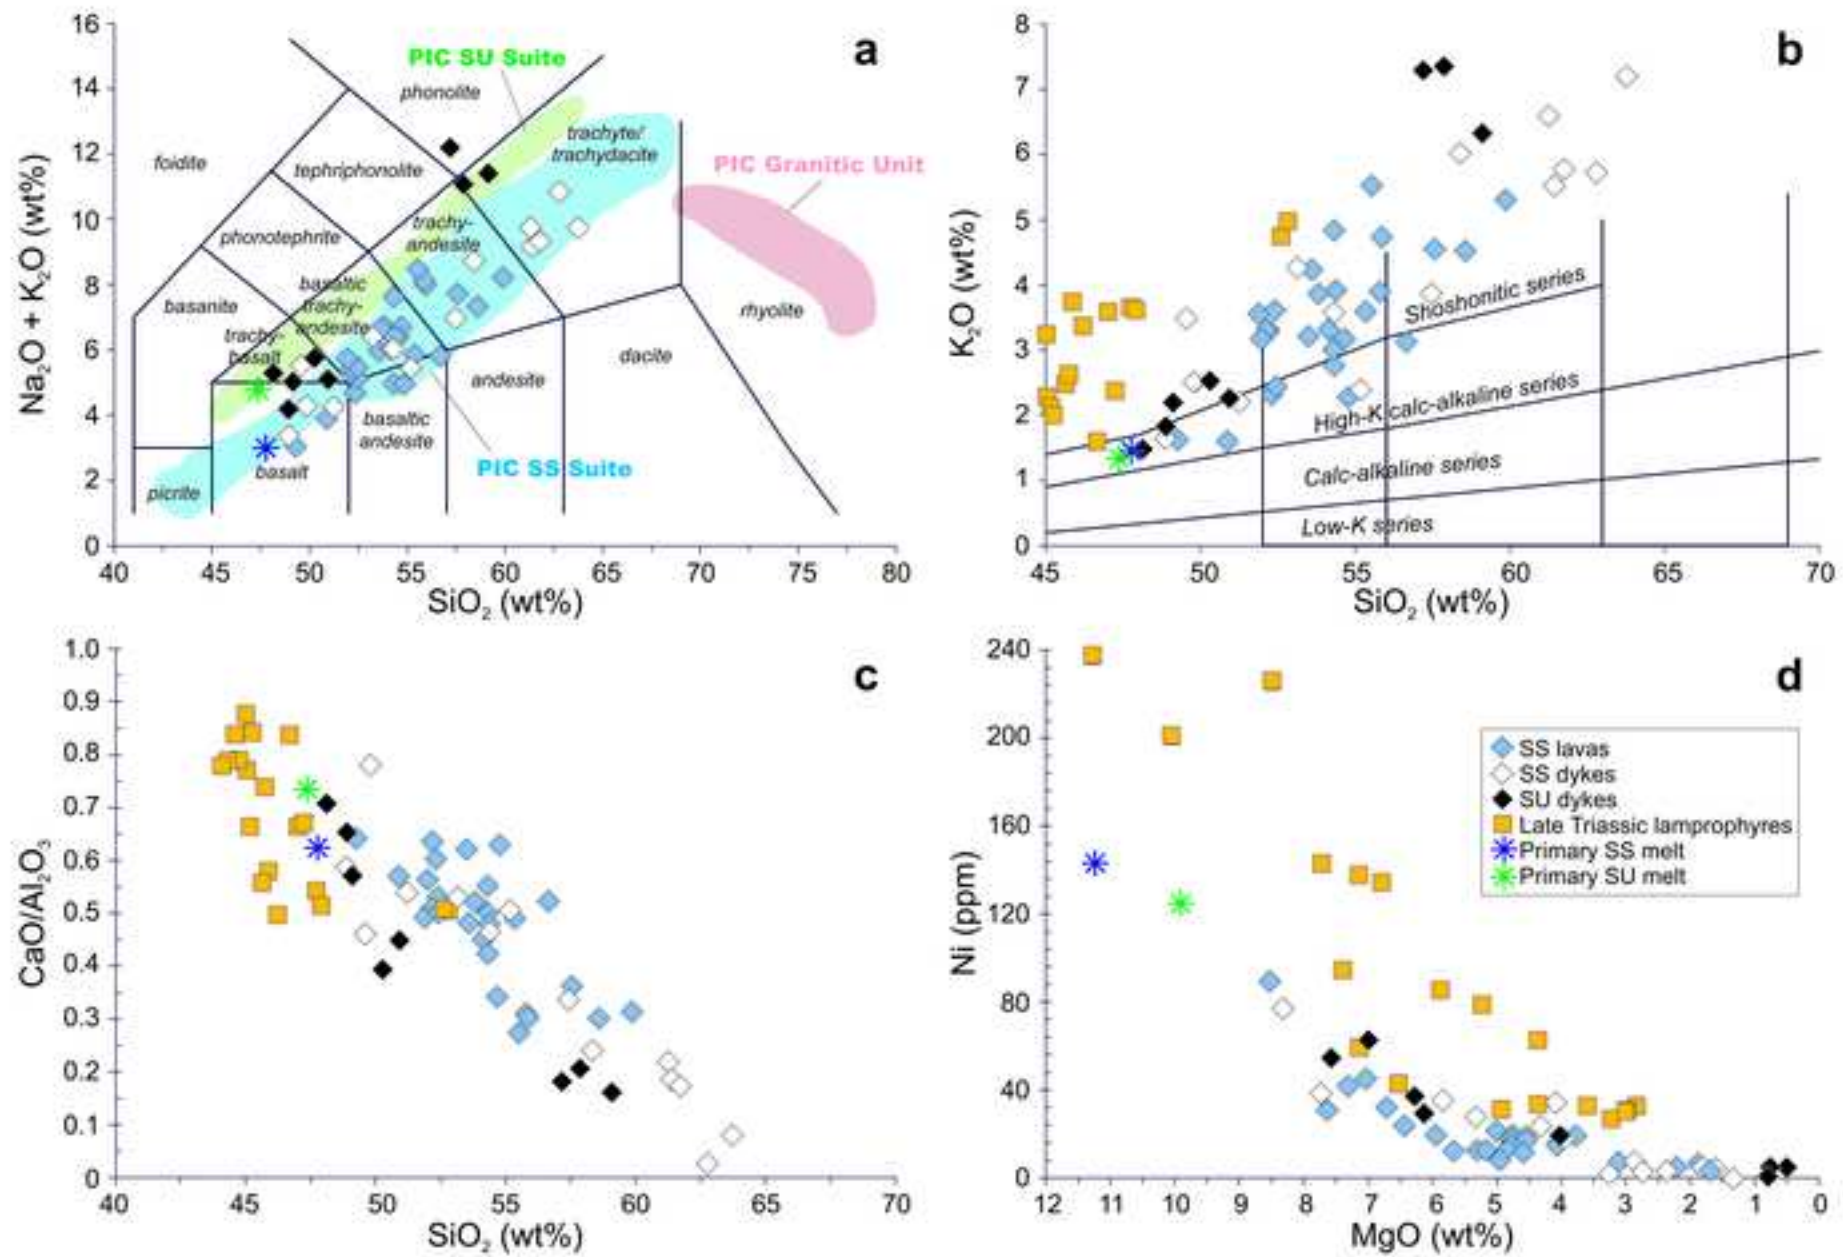 a
16
14
12
10
8
6
4
2
0
Na₂O + K₂O (wt%)
40
45
50
55
60
65
70
75
80
SiO₂ (wt%)
PIC SU Suite
phonolite
foidite
tephriphonolite
trachyte/
trachydacite
PIC Granitic Unit
phonotephrite
trachy-
andesite
basanite
basaltic
trachy-
andesite
trachy-
basalt
rhyolite
dacite
andesite
basaltic
andesite
PIC SS Suite
basalt
picrite
b
8
7
6
5
4
3
2
1
0
K₂O (wt%)
45
50
55
60
65
70
SiO₂ (wt%)
Shoshonitic series
High-K calc-alkaline series
Calc-alkaline series
Low-K series
c
1.0
0.9
0.8
0.7
0.6
0.5
0.4
0.3
0.2
0.1
0
CaO/Al₂O₃
40
45
50
55
60
65
70
SiO₂ (wt%)
d
240
200
160
120
80
40
0
Ni (ppm)
12
11
10
9
8
7
6
5
4
3
2
1
0
MgO (wt%)
SS lavas
SS dykes
SU dykes
Late Triassic lamprophyres
Primary SS melt
Primary SU melt